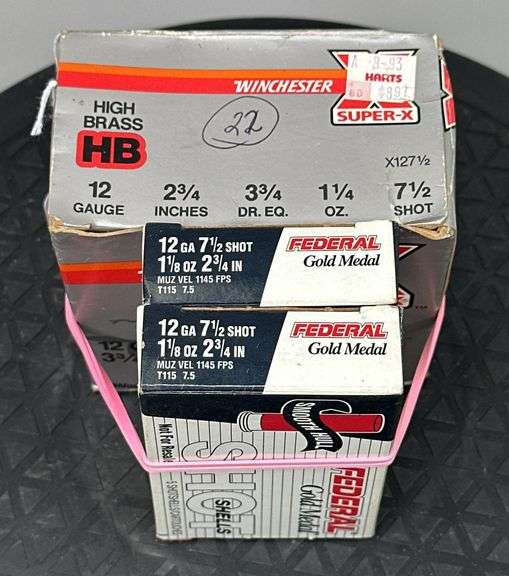 WINCHESTER
A 9-93
HARTS
$8.97
X
SUPER-X
HIGH
BRASS
HB
22
X127½
12
GAUGE
2¾
INCHES
3¾
DR. EQ.
1¼
OZ.
7½
SHOT
12 GA 7½ SHOT
1⅛ OZ 2¾ IN
MUZ VEL 1145 FPS
T115 7.5
FEDERAL
Gold Medal
12 GA 7½ SHOT
1⅛ OZ 2¾ IN
MUZ VEL 1145 FPS
T115 7.5
FEDERAL
Gold Medal
SMOOTH HULL
Not For Resale
SHOT
SHELLS
FEDERAL
Gold Medal
12